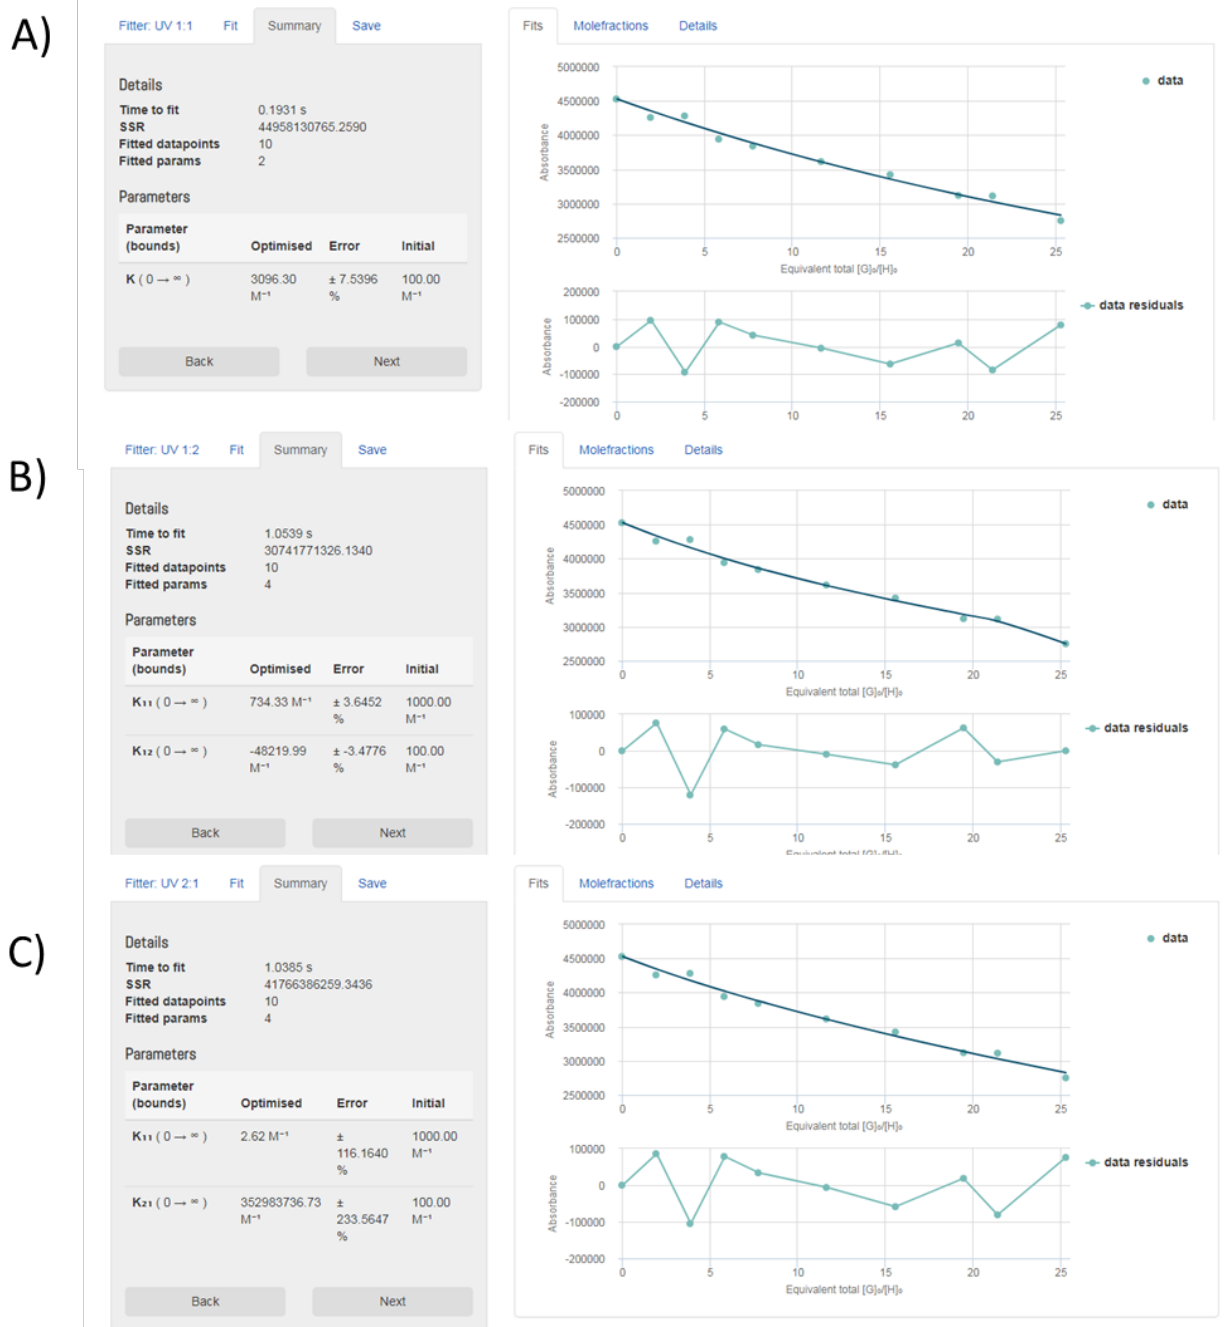 A)
Fitter: UV 1:1 Fit Summary Save
Details
Time to fit 0.1931 s
SSR 44958130765.2590
Fitted datapoints 10
Fitted params 2
Parameters
Parameter
(bounds) Optimised Error Initial
K ( 0 → ∞ ) 3096.30 ± 7.5396 100.00
M⁻¹ % M⁻¹
Back Next
Fits Molefractions Details
5000000
4500000
4000000
3500000
3000000
2500000
Absorbance
0 5 10 15 20 25
Equivalent total [G]₀/[H]₀
data
200000
100000
0
-100000
-200000
Absorbance
0 5 10 15 20 25
data residuals
B)
Fitter: UV 1:2 Fit Summary Save
Details
Time to fit 1.0539 s
SSR 30741771326.1340
Fitted datapoints 10
Fitted params 4
Parameters
Parameter
(bounds) Optimised Error Initial
K₁₁ ( 0 → ∞ ) 734.33 M⁻¹ ± 3.6452 1000.00
% M⁻¹
K₁₂ ( 0 → ∞ ) -48219.99 ± -3.4776 100.00
M⁻¹ % M⁻¹
Back Next
Fits Molefractions Details
5000000
4500000
4000000
3500000
3000000
2500000
Absorbance
0 5 10 15 20 25
Equivalent total [G]₀/[H]₀
data
100000
0
-100000
-200000
Absorbance
0 5 10 15 20 25
Equivalent total [G]₀/[H]₀
data residuals
C)
Fitter: UV 2:1 Fit Summary Save
Details
Time to fit 1.0385 s
SSR 41766386259.3436
Fitted datapoints 10
Fitted params 4
Parameters
Parameter
(bounds) Optimised Error Initial
K₁₁ ( 0 → ∞ ) 2.62 M⁻¹ ± 1000.00
116.1640 M⁻¹
%
K₂₁ ( 0 → ∞ ) 352983736.73 ± 100.00
M⁻¹ 233.5647 M⁻¹
%
Back Next
Fits Molefractions Details
5000000
4500000
4000000
3500000
3000000
2500000
Absorbance
0 5 10 15 20 25
Equivalent total [G]₀/[H]₀
data
100000
0
-100000
-200000
Absorbance
0 5 10 15 20 25
Equivalent total [G]₀/[H]₀
data residuals